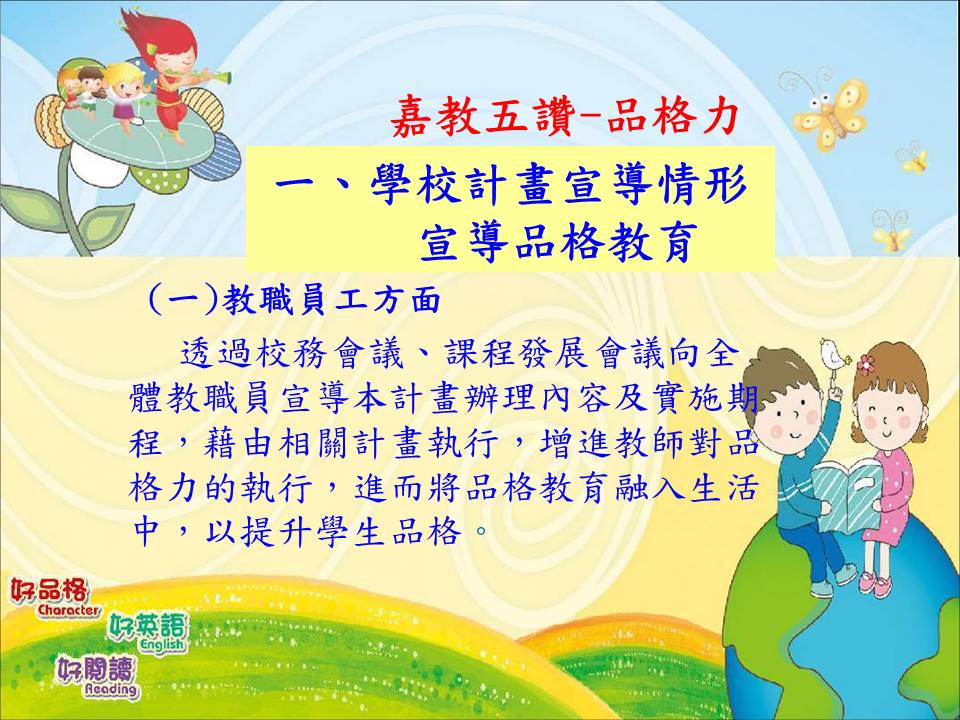 嘉教五讚-品格力
一、學校計畫宣導情形
宣導品格教育
(一)教職員工方面
透過校務會議、課程發展會議向全
體教職員宣導本計畫辦理內容及實施期
程，藉由相關計畫執行，增進教師對品
格力的執行，進而將品格教育融入生活
中，以提升學生品格。
好品格
Character
好英語
English
好閱讀
Reading